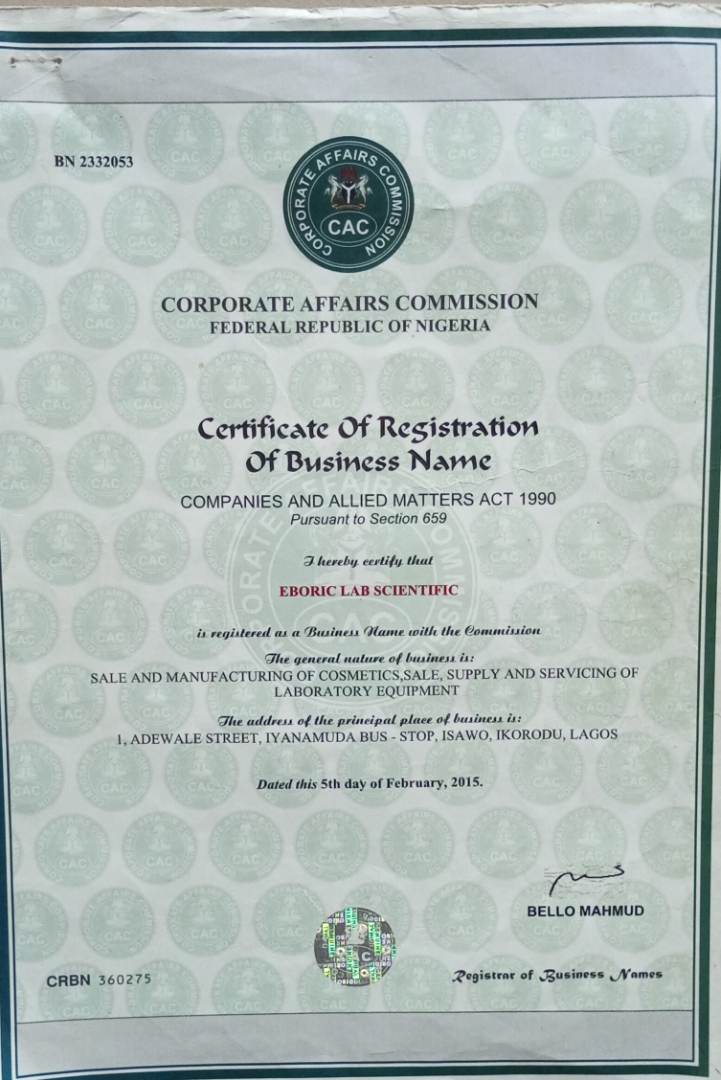 BN 2332053
CORPORATE AFFAIRS COMMISSION
CAC
CORPORATE AFFAIRS COMMISSION
FEDERAL REPUBLIC OF NIGERIA
Certificate Of Registration
Of Business Name
COMPANIES AND ALLIED MATTERS ACT 1990
Pursuant to Section 659
I hereby certify that
EBORIC LAB SCIENTIFIC
is registered as a Business Name with the Commission
The general nature of business is:
SALE AND MANUFACTURING OF COSMETICS,SALE, SUPPLY AND SERVICING OF
LABORATORY EQUIPMENT
The address of the principal place of business is:
1, ADEWALE STREET, IYANAMUDA BUS - STOP, ISAWO, IKORODU, LAGOS
Dated this 5th day of February, 2015.
BELLO MAHMUD
CRBN 360275
Registrar of Business Names